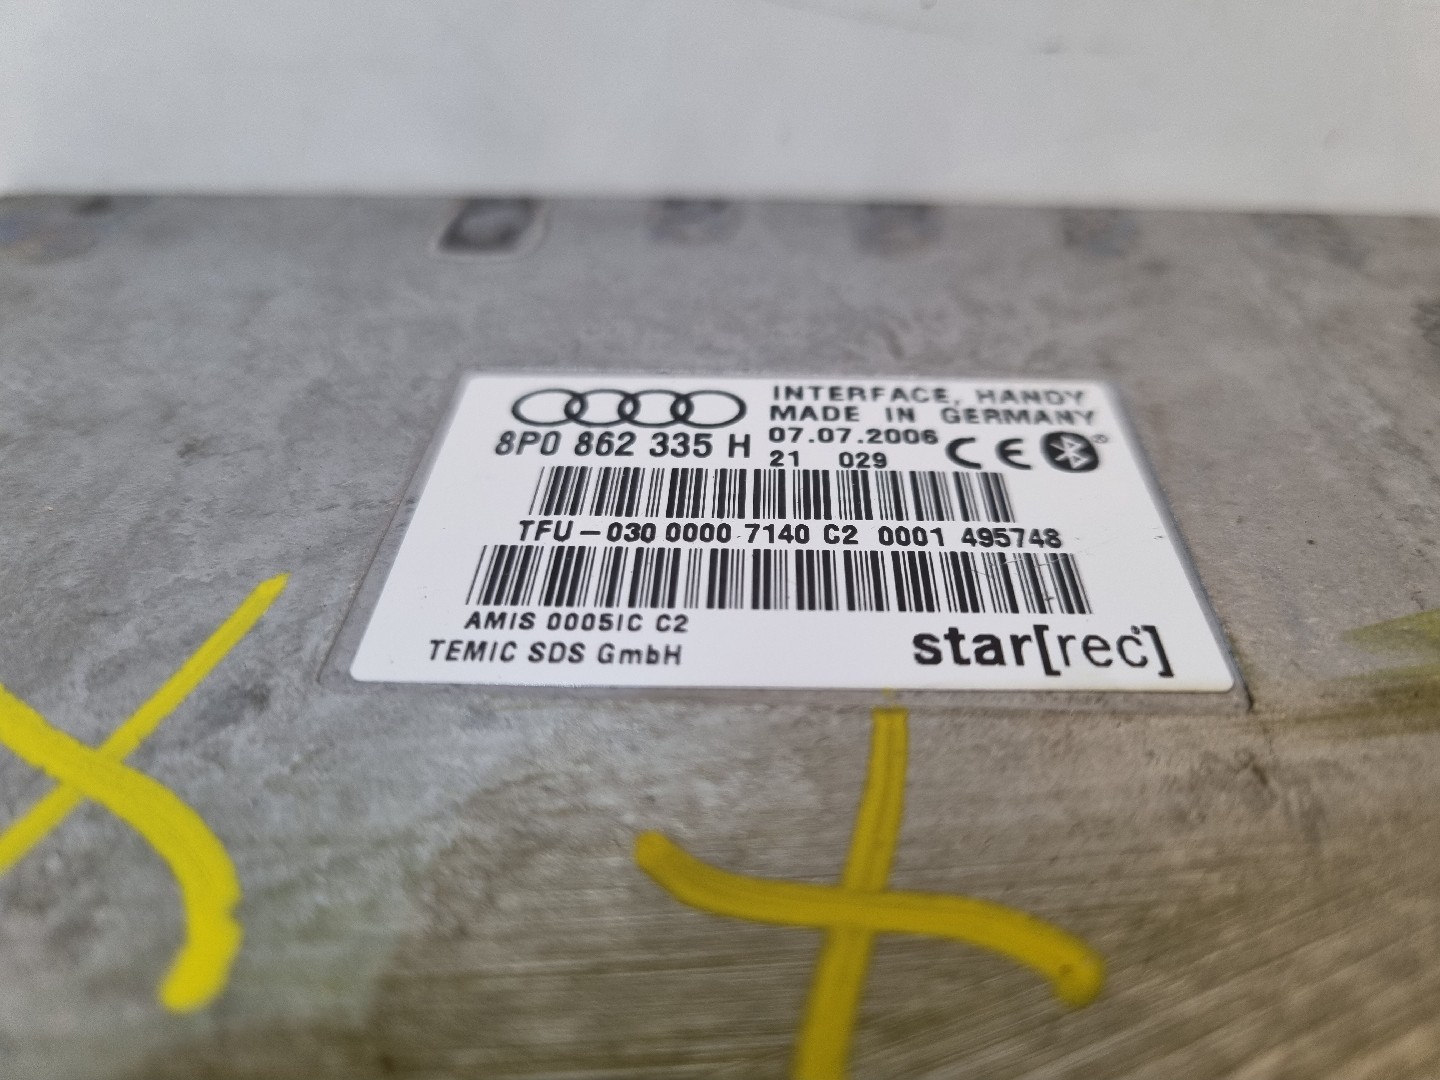 INTERFACE, HANDY
MADE IN GERMANY
8P0 862 335 H
07.07.2006 CE
21 029
TFU-030 0000 7140 C2 0001 495748
AMIS 0005IC C2
TEMIC SDS GmbH
star[rec]